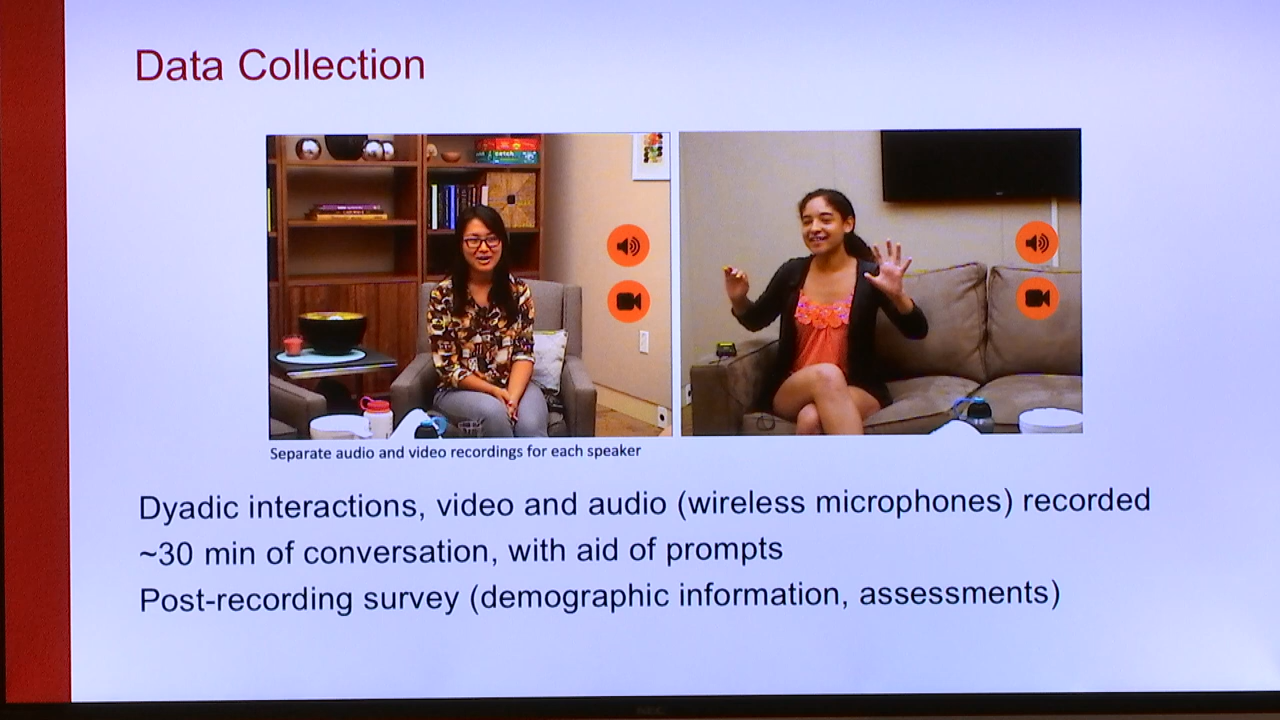 Data Collection
Separate audio and video recordings for each speaker
Dyadic interactions, video and audio (wireless microphones) recorded
~30 min of conversation, with aid of prompts
Post-recording survey (demographic information, assessments)